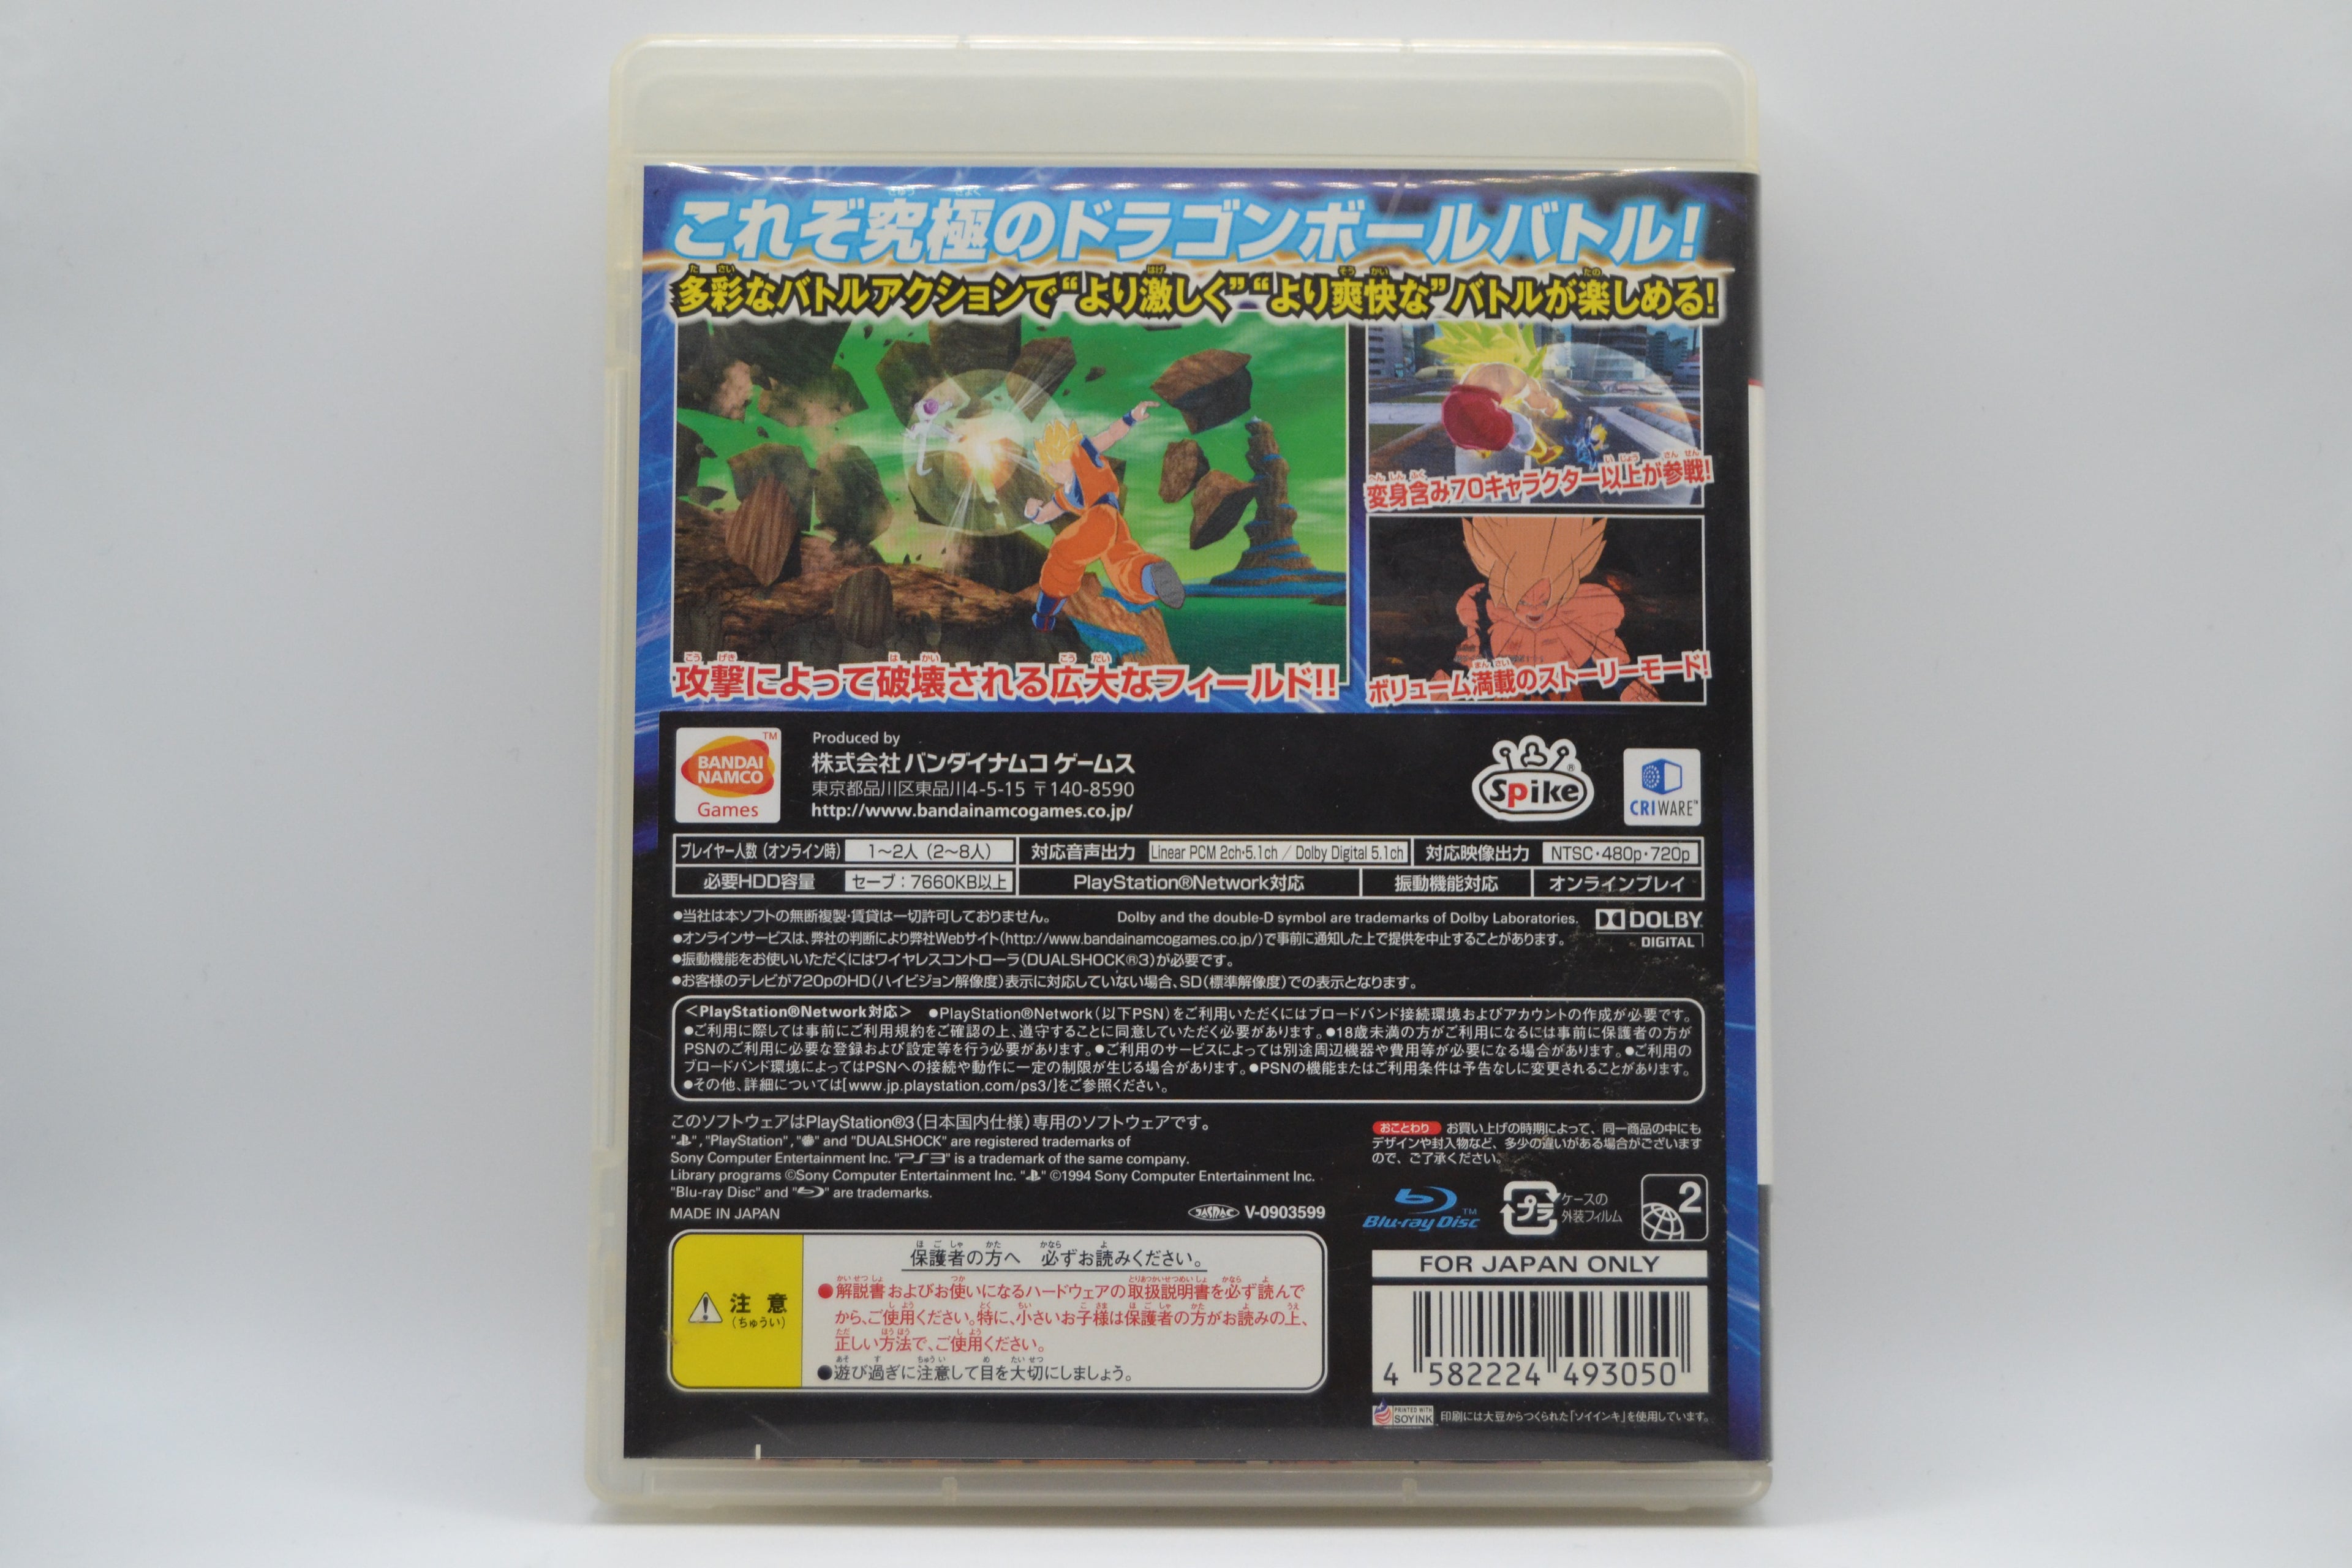 これぞ究極のドラゴンボールバトル!
多彩なバトルアクションで“より激しく”“より爽快な”バトルが楽しめる!
変身含み70キャラクター以上が参戦!
攻撃によって破壊される広大なフィールド!!
ボリューム満載のストーリーモード!
BANDAI NAMCO Games TM
Produced by
株式会社 バンダイナムコ ゲームス
東京都品川区東品川4-5-15 〒140-8590
http://www.bandainamcogames.co.jp/
Spike®
CRIWARE™
プレイヤー人数(オンライン時) 1~2人(2~8人) 対応音声出力 Linear PCM 2ch・5.1ch / Dolby Digital 5.1ch 対応映像出力 NTSC・480p・720p
必要HDD容量 セーブ:7660KB以上 PlayStation®Network対応 振動機能対応 オンラインプレイ
●当社は本ソフトの無断複製・賃貸は一切許可しておりません。 Dolby and the double-D symbol are trademarks of Dolby Laboratories. DOLBY DIGITAL
●オンラインサービスは、弊社の判断により弊社Webサイト(http://www.bandainamcogames.co.jp/)で事前に通知した上で提供を中止することがあります。
●振動機能をお使いいただくにはワイヤレスコントローラ(DUALSHOCK®3)が必要です。
●お客様のテレビが720pのHD(ハイビジョン解像度)表示に対応していない場合、SD(標準解像度)での表示となります。
<PlayStation®Network対応> ●PlayStation®Network(以下PSN)をご利用いただくにはブロードバンド接続環境およびアカウントの作成が必要です。
●ご利用に際しては事前にご利用規約をご確認の上、遵守することに同意していただく必要があります。●18歳未満の方がご利用になるには事前に保護者の方が
PSNのご利用に必要な登録および設定等を行う必要があります。●ご利用のサービスによっては別途周辺機器や費用等が必要になる場合があります。●ご利用の
ブロードバンド環境によってはPSNへの接続や動作に一定の制限が生じる場合があります。●PSNの機能またはご利用条件は予告なしに変更されることがあります。
●その他、詳細については[www.jp.playstation.com/ps3/]をご参照ください。
このソフトウェアはPlayStation®3(日本国内仕様)専用のソフトウェアです。
"", "PlayStation", "" and "DUALSHOCK" are registered trademarks of
Sony Computer Entertainment Inc. "PS3" is a trademark of the same company.
Library programs ©Sony Computer Entertainment Inc. "" ©1994 Sony Computer Entertainment Inc.
"Blu-ray Disc" and "" are trademarks.
MADE IN JAPAN
JASRAC V-0903599
おことわり お買い上げの時期によって、同一商品の中にも
デザインや封入物など、多少の違いがある場合がございます
ので、ご了承ください。
Blu-ray Disc TM
プラ
ケースの
外装フィルム
2
注意
(ちゅうい)
保護者の方へ 必ずお読みください。
●解説書およびお使いになるハードウェアの取扱説明書を必ず読んで
から、ご使用ください。特に、小さいお子様は保護者の方がお読みの上、
正しい方法で、ご使用ください。
●遊び過ぎに注意して目を大切にしましょう。
FOR JAPAN ONLY
4 582224 493050
PRINTED WITH SOY INK 印刷には大豆からつくられた「ソイインキ」を使用しています。